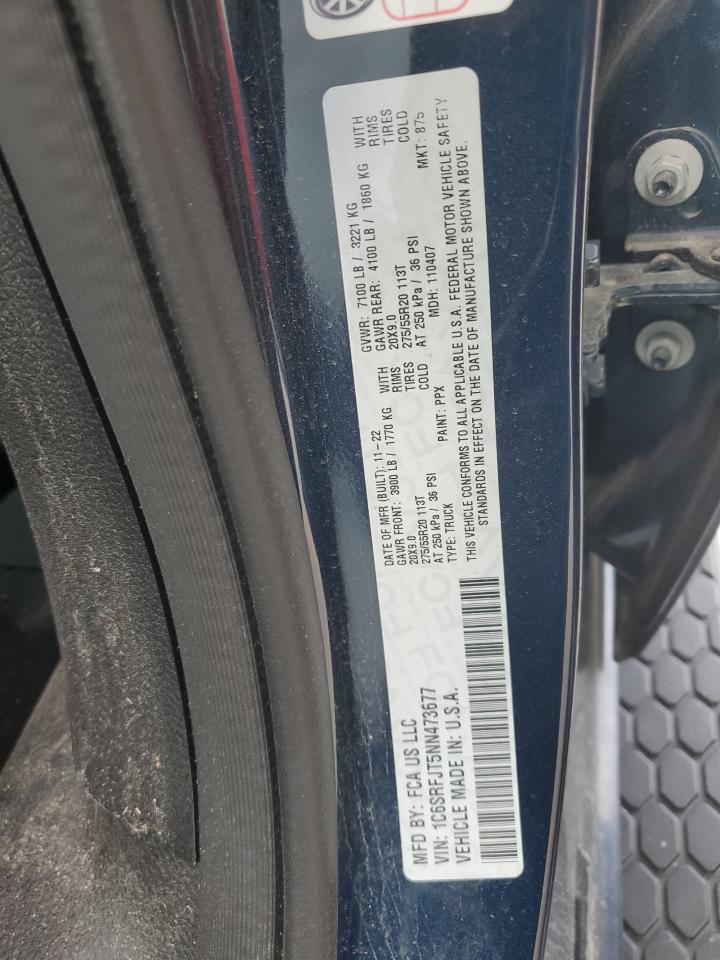 MFD BY: FCA US LLC
VIN: 1C6SRFJT5NN473677
VEHICLE MADE IN: U.S.A.
DATE OF MFR (BUILT): 11-22
GAWR FRONT: 3900 LB / 1770 KG WITH
20X9.0 RIMS
275/55R20 113T TIRES
AT 250 kPa / 36 PSI COLD
TYPE: TRUCK PAINT: PPX
GVWR: 7100 LB / 3221 KG
GAWR REAR: 4100 LB / 1860 KG WITH
20X9.0 RIMS
275/55R20 113T TIRES
AT 250 kPa / 36 PSI COLD
MDH: 110407 MKT: 875
THIS VEHICLE CONFORMS TO ALL APPLICABLE U.S.A. FEDERAL MOTOR VEHICLE SAFETY
STANDARDS IN EFFECT ON THE DATE OF MANUFACTURE SHOWN ABOVE.